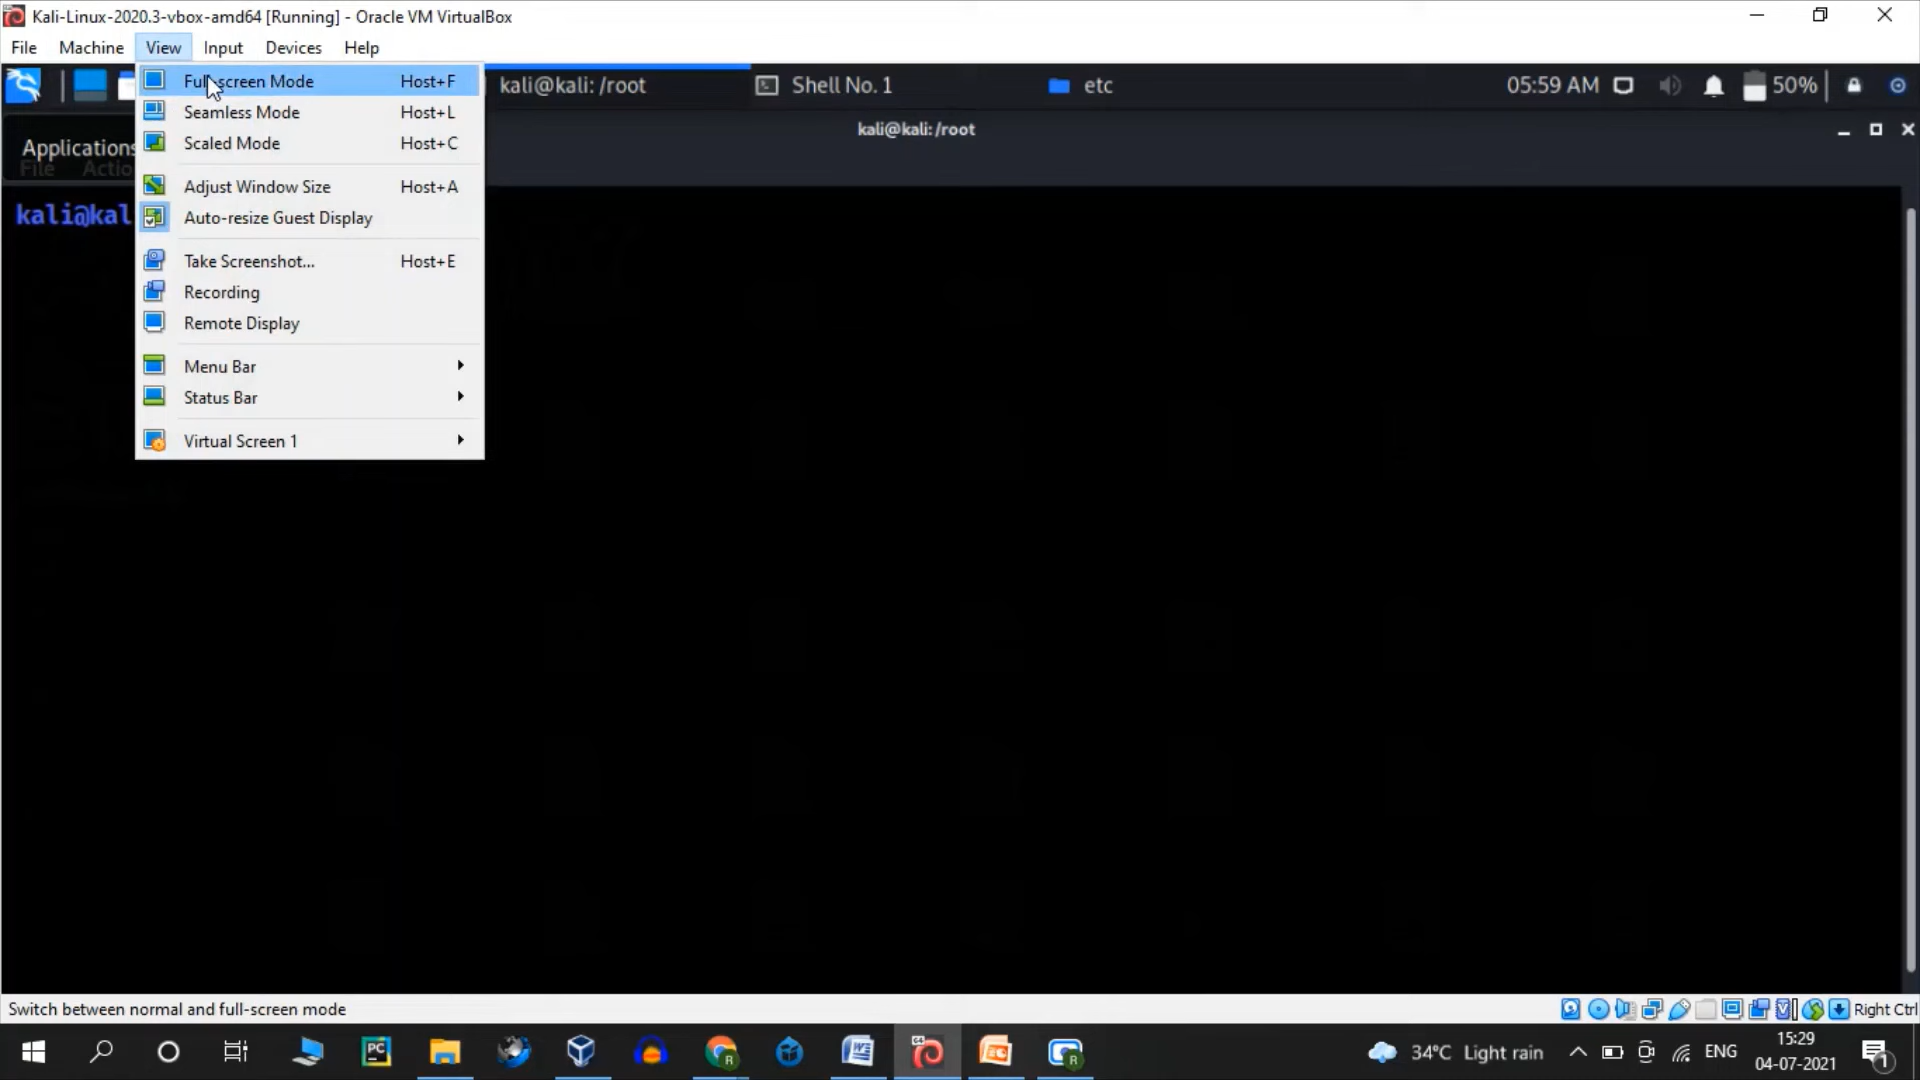 Kali-Linux-2020.3-vbox-amd64 [Running] - Oracle VM VirtualBox
File Machine View Input Devices Help
Full-screen Mode Host+F
kali@kali: /root
Shell No. 1
etc
05:59 AM
50%
Seamless Mode Host+L
Scaled Mode Host+C
kali@kali: /root
Applications
File Actio
Adjust Window Size Host+A
Auto-resize Guest Display
kali@kal
Take Screenshot... Host+E
Recording
Remote Display
Menu Bar
Status Bar
Virtual Screen 1
Switch between normal and full-screen mode
Right Ctrl
34°C Light rain
ENG
15:29
04-07-2021
1